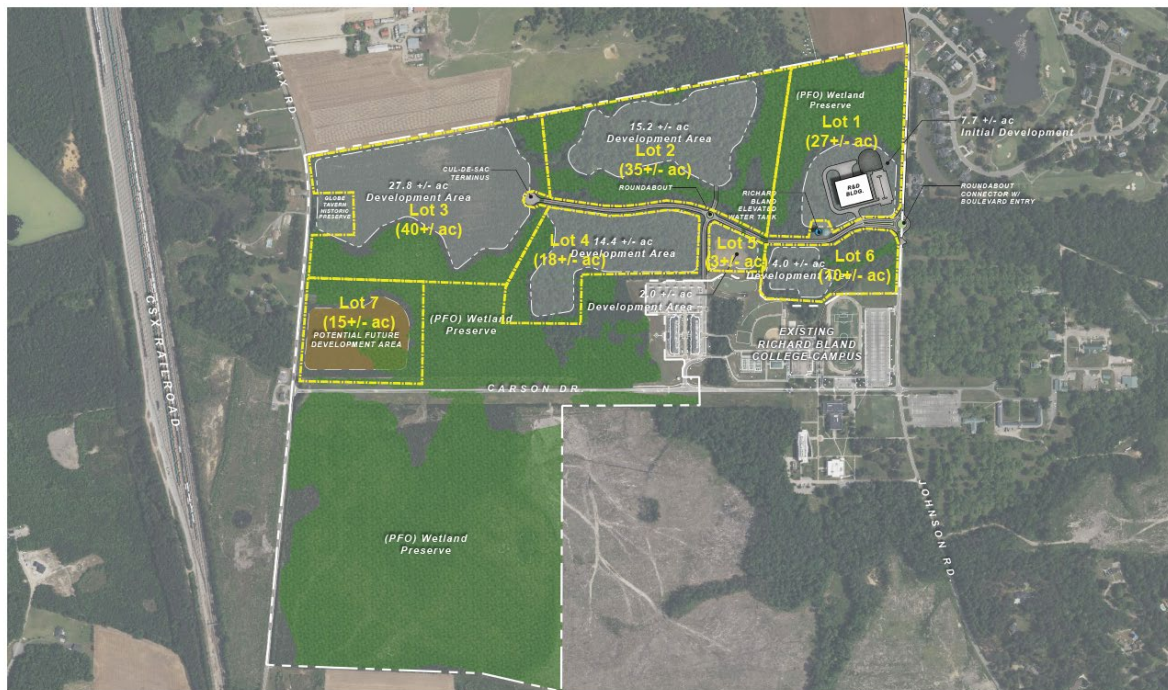 HALIFAX RD
(PFO) Wetland
Preserve
Lot 1
(27+/- ac)
7.7 +/- ac
Initial Development
15.2 +/- ac
Development Area
Lot 2
(35+/- ac)
CUL-DE-SAC
TERMINUS
27.8 +/- ac
Development Area
Lot 3
(40+/ ac)
ROUNDABOUT
RICHARD
BLAND
ELEVATED
WATER TANK
R&D
BLDG.
ROUNDABOUT
CONNECTOR W/
BOULEVARD ENTRY
GLOBE
TAVERN
HISTORIC
PRESERVE
Lot 4
(18+/- ac)
14.4 +/- ac
Development Area
Lot 5
(3+/- ac)
4.0 +/- ac
Development Area
Lot 6
(10+/- ac)
2.0 +/- ac
Development Area
Lot 7
(15+/- ac)
POTENTIAL FUTURE
DEVELOPMENT AREA
(PFO) Wetland
Preserve
EXISTING
RICHARD BLAND
COLLEGE CAMPUS
CARSON DR
CSX RAILROAD
JOHNSON RD
(PFO) Wetland
Preserve